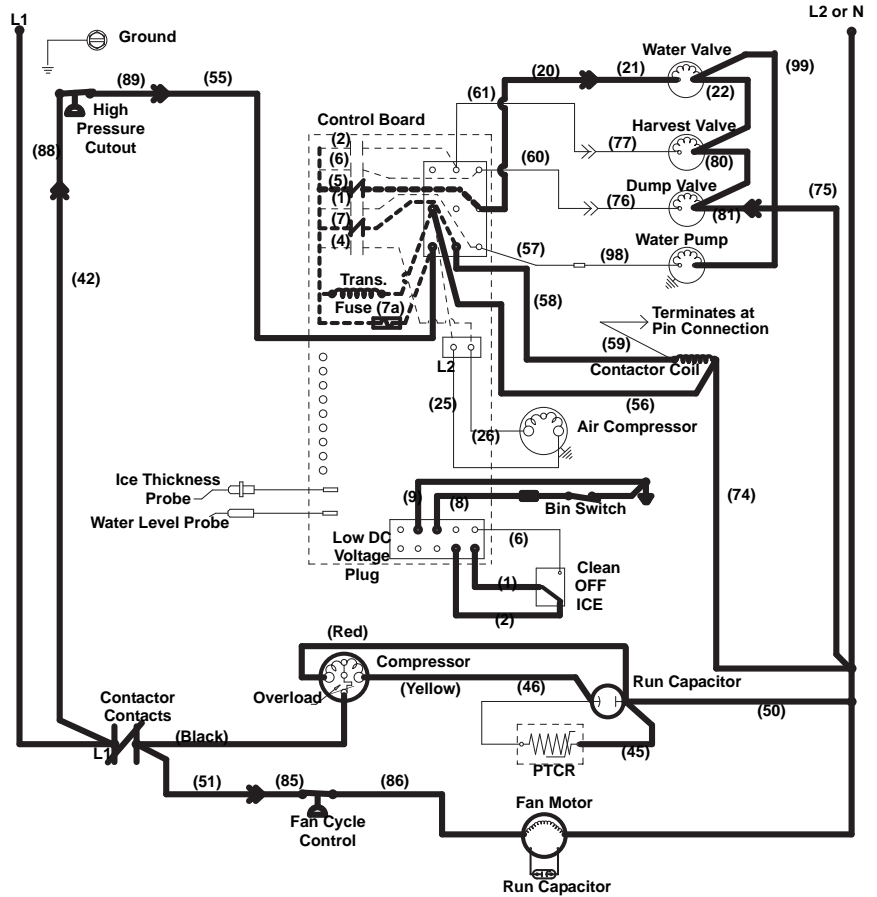 L1
L2 or N
Ground
Water Valve
(89)
(55)
(20)
(21)
(99)
(22)
(61)
High
Pressure
Cutout
Control Board
(88)
(2)
(6)
(5)
(1)
(7)
(4)
Harvest Valve
(77)
(80)
(60)
Dump Valve
(76)
(81)
(75)
Water Pump
(57)
(98)
(42)
Trans.
Fuse (7a)
(58)
Terminates at
Pin Connection
(59)
Contactor Coil
L2
(25)
(56)
(26)
Air Compressor
Ice Thickness
Probe
Water Level Probe
(9)
(8)
Bin Switch
(74)
Low DC
Voltage
Plug
(6)
(1)
(2)
Clean
OFF
ICE
(Red)
Compressor
Overload
(Yellow)
(46)
Run Capacitor
(50)
Contactor
Contacts
L1
(Black)
(45)
PTCR
(51)
(85)
(86)
Fan Cycle
Control
Fan Motor
Run Capacitor